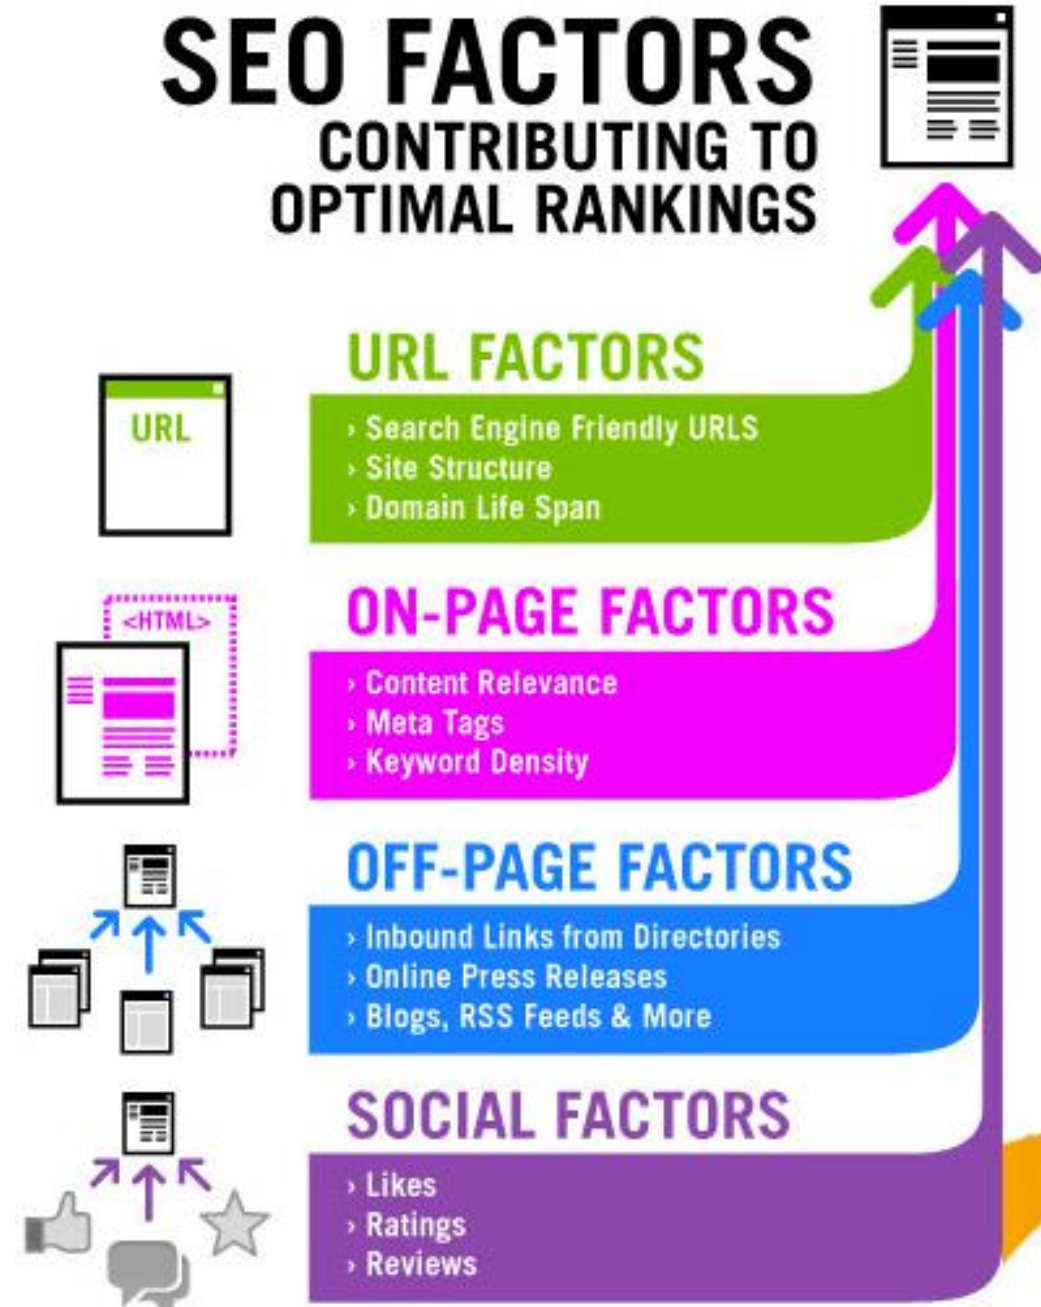 SEO FACTORS
CONTRIBUTING TO
OPTIMAL RANKINGS
URL FACTORS
URL
› Search Engine Friendly URLS
› Site Structure
› Domain Life Span
ON-PAGE FACTORS
<HTML>
› Content Relevance
› Meta Tags
› Keyword Density
OFF-PAGE FACTORS
› Inbound Links from Directories
› Online Press Releases
› Blogs, RSS Feeds & More
SOCIAL FACTORS
› Likes
› Ratings
› Reviews